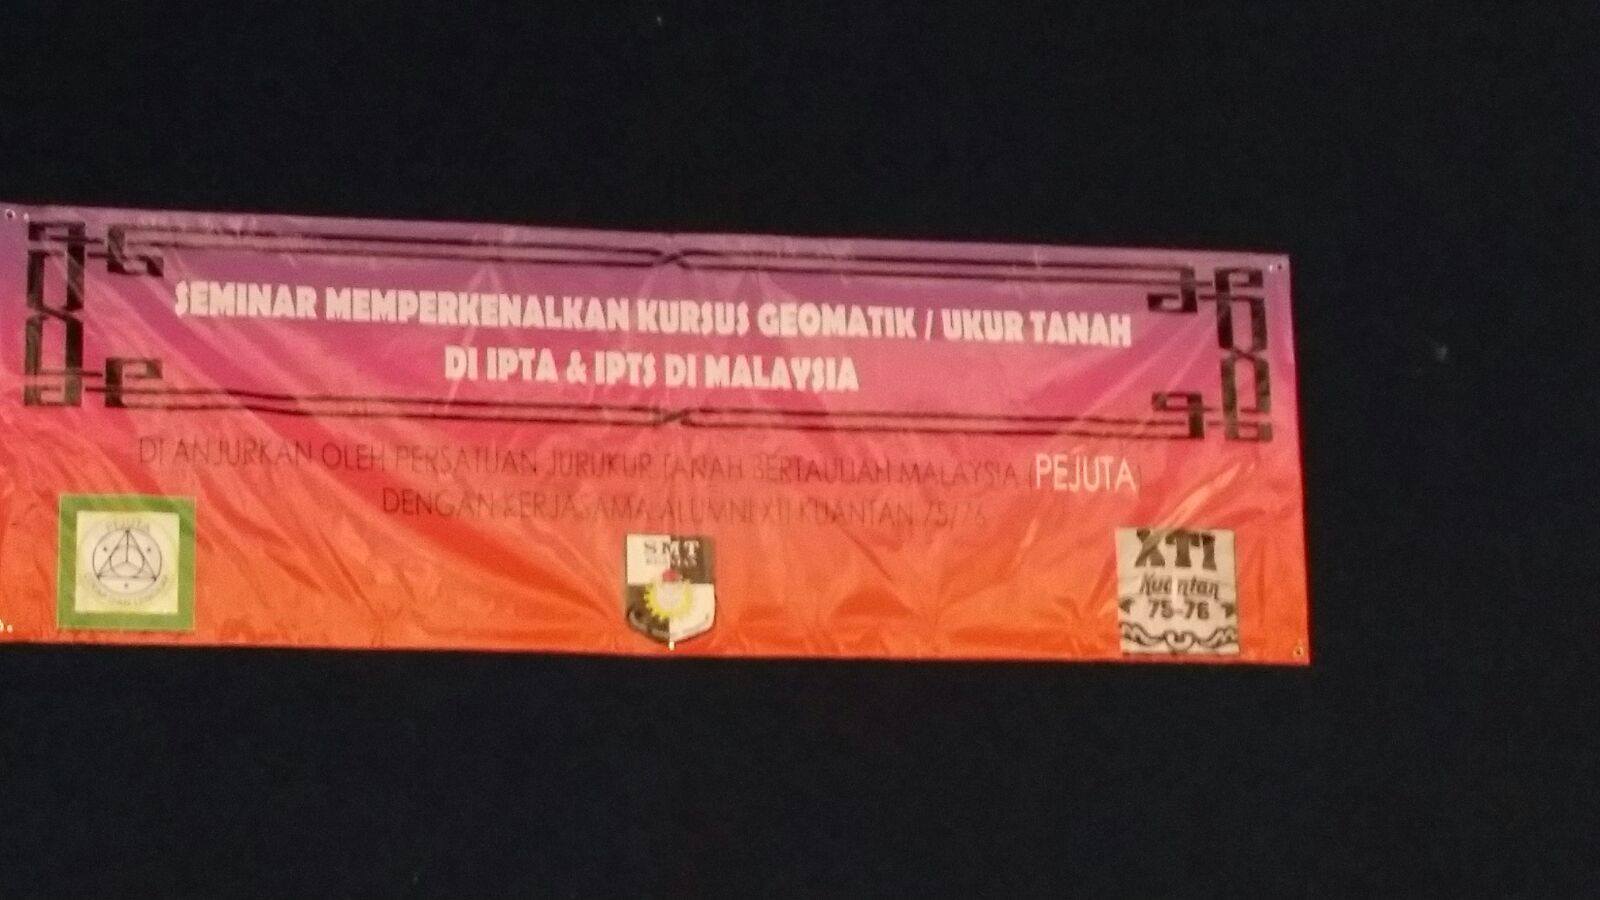 SEMINAR MEMPERKENALKAN KURSUS GEOMATIK / UKUR TANAH
DI IPTA & IPTS DI MALAYSIA
DI ANJURKAN OLEH PERSATUAN JURUKUR TANAH BERTAULIAH MALAYSIA (PEJUTA)
DENGAN KERJASAMA ALUMNI XTI KUANTAN 75/76
PEJUTA
SMT
XTI
Kuantan
75-76